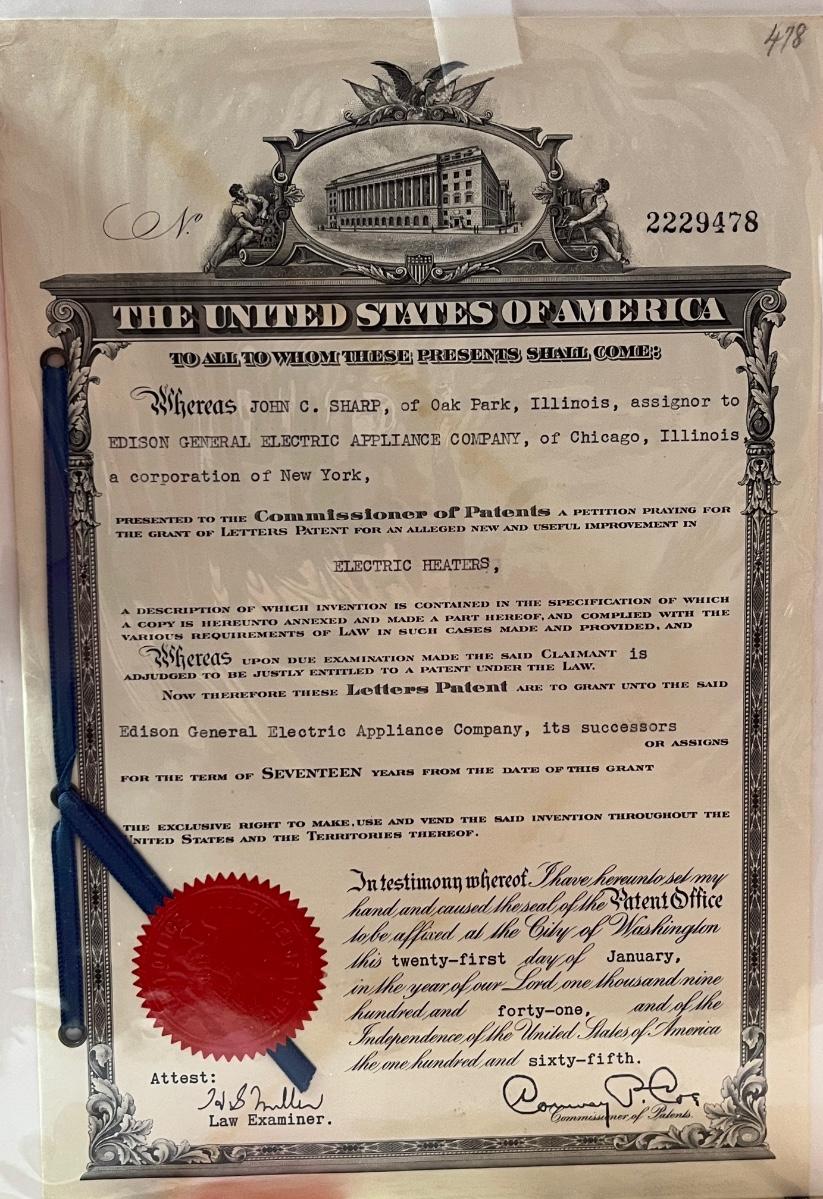 478
No. 2229478
THE UNITED STATES OF AMERICA
TO ALL TO WHOM THESE PRESENTS SHALL COME:
Whereas JOHN C. SHARP, of Oak Park, Illinois, assignor to
EDISON GENERAL ELECTRIC APPLIANCE COMPANY, of Chicago, Illinois,
a corporation of New York,
PRESENTED TO THE Commissioner of Patents A PETITION PRAYING FOR
THE GRANT OF LETTERS PATENT FOR AN ALLEGED NEW AND USEFUL IMPROVEMENT IN
ELECTRIC HEATERS,
A DESCRIPTION OF WHICH INVENTION IS CONTAINED IN THE SPECIFICATION OF WHICH
A COPY IS HEREUNTO ANNEXED AND MADE A PART HEREOF, AND COMPLIED WITH THE
VARIOUS REQUIREMENTS OF LAW IN SUCH CASES MADE AND PROVIDED, AND
Whereas UPON DUE EXAMINATION MADE THE SAID CLAIMANT is
ADJUDGED TO BE JUSTLY ENTITLED TO A PATENT UNDER THE LAW.
NOW THEREFORE THESE Letters Patent ARE TO GRANT UNTO THE SAID
Edison General Electric Appliance Company, its successors
OR ASSIGNS
FOR THE TERM OF SEVENTEEN YEARS FROM THE DATE OF THIS GRANT
THE EXCLUSIVE RIGHT TO MAKE, USE AND VEND THE SAID INVENTION THROUGHOUT THE
UNITED STATES AND THE TERRITORIES THEREOF.
In testimony whereof I have hereunto set my
hand and caused the seal of the Patent Office
to be affixed at the City of Washington
this twenty-first day of January,
in the year of our Lord one thousand nine
hundred and forty-one, and of the
Independence of the United States of America
the one hundred and sixty-fifth.
Attest:
Law Examiner.
Conway P. Coe
Commissioner of Patents.